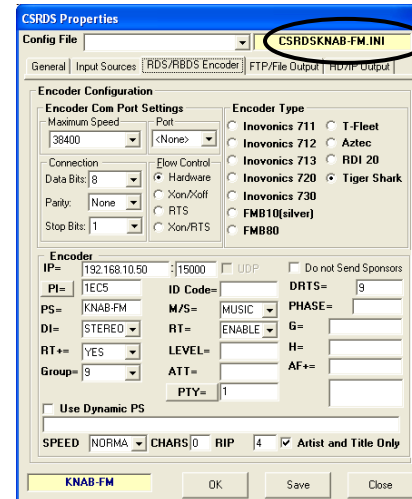 CSRDS Properties
Config File CSRDSKNAB-FM.INI
General Input Sources RDS/RBDS Encoder FTP/File Output HD/IP Output
Encoder Configuration
Encoder Com Port Settings Encoder Type
Maximum Speed Port
38400 <None>
Inovonics 711 T-Fleet
Inovonics 712 Aztec
Connection Flow Control Inovonics 713 RDI 20
Data Bits: 8 Hardware Inovonics 720 Tiger Shark
Xon/Xoff Inovonics 730
Parity: None RTS FMB10(silver)
Stop Bits: 1 Xon/RTS FMB80
Encoder
IP= 192.168.10.50 : 15000 UDP Do not Send Sponsors
PI= 1EC5 ID Code= DRTS= 9
PS= KNAB-FM M/S= MUSIC PHASE=
DI= STEREO RT= ENABLE G=
RT+= YES LEVEL= H=
Group= 9 ATT= AF+=
PTY= 1
Use Dynamic PS
SPEED NORMA CHARS 0 RIP 4 Artist and Title Only
KNAB-FM OK Save Close